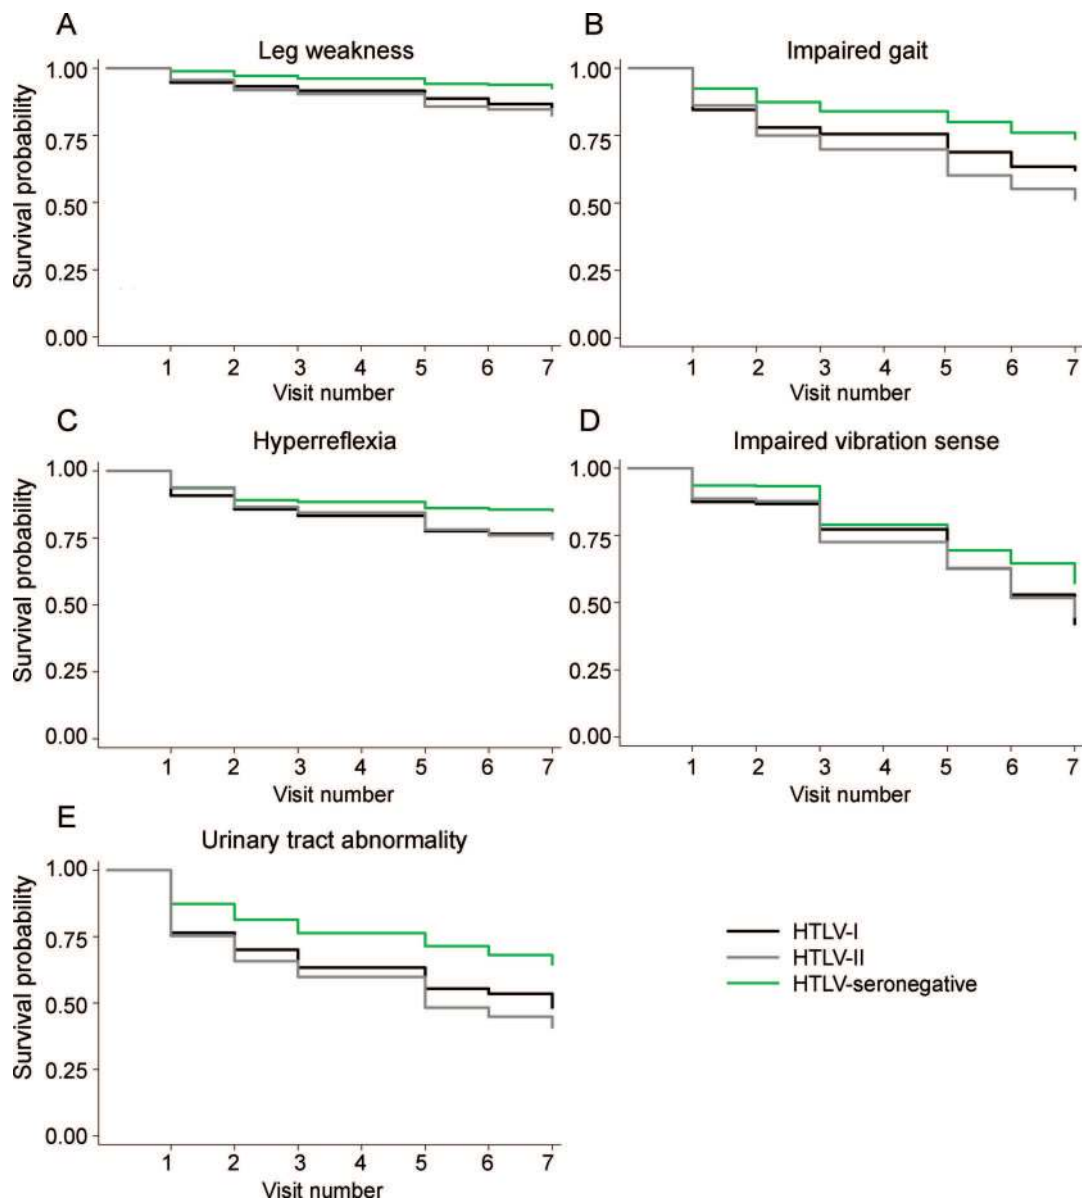 A
Leg weakness
Survival probability
1.00
0.75
0.50
0.25
0.00
1 2 3 4 5 6 7
Visit number
B
Impaired gait
1.00
0.75
0.50
0.25
0.00
1 2 3 4 5 6 7
Visit number
C
Hyperreflexia
Survival probability
1.00
0.75
0.50
0.25
0.00
1 2 3 4 5 6 7
Visit number
D
Impaired vibration sense
1.00
0.75
0.50
0.25
0.00
1 2 3 4 5 6 7
Visit number
E
Urinary tract abnormality
Survival probability
1.00
0.75
0.50
0.25
0.00
1 2 3 4 5 6 7
Visit number
HTLV-I
HTLV-II
HTLV-seronegative